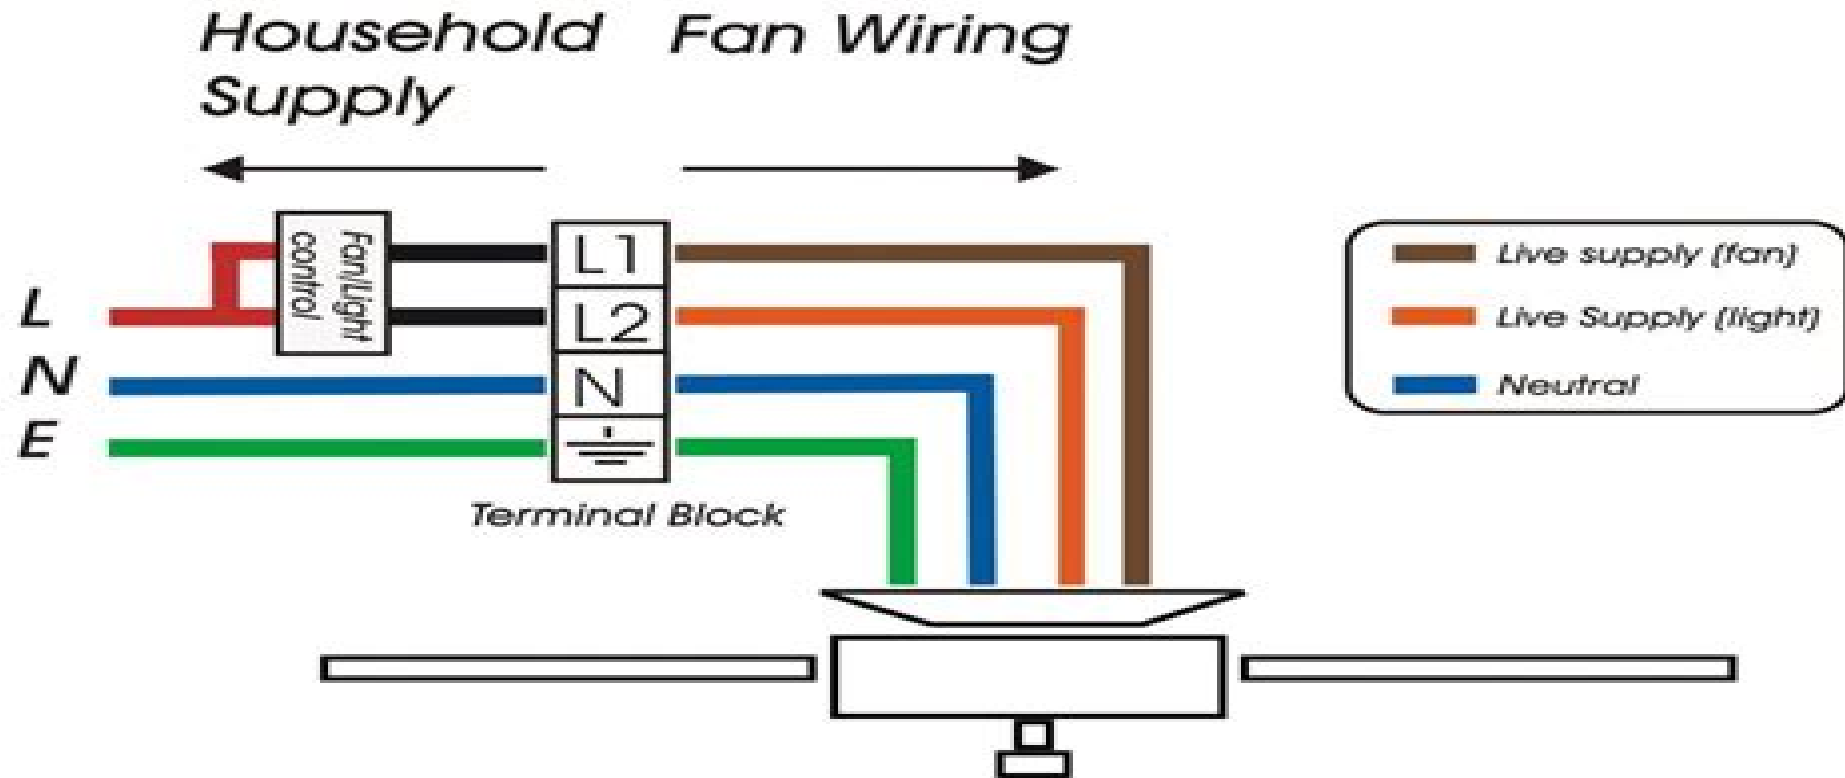 Household Fan Wiring
Supply
Fan/Light
control
L
N
E
L1
L2
N
Terminal Block
Live supply (fan)
Live Supply (light)
Neutral